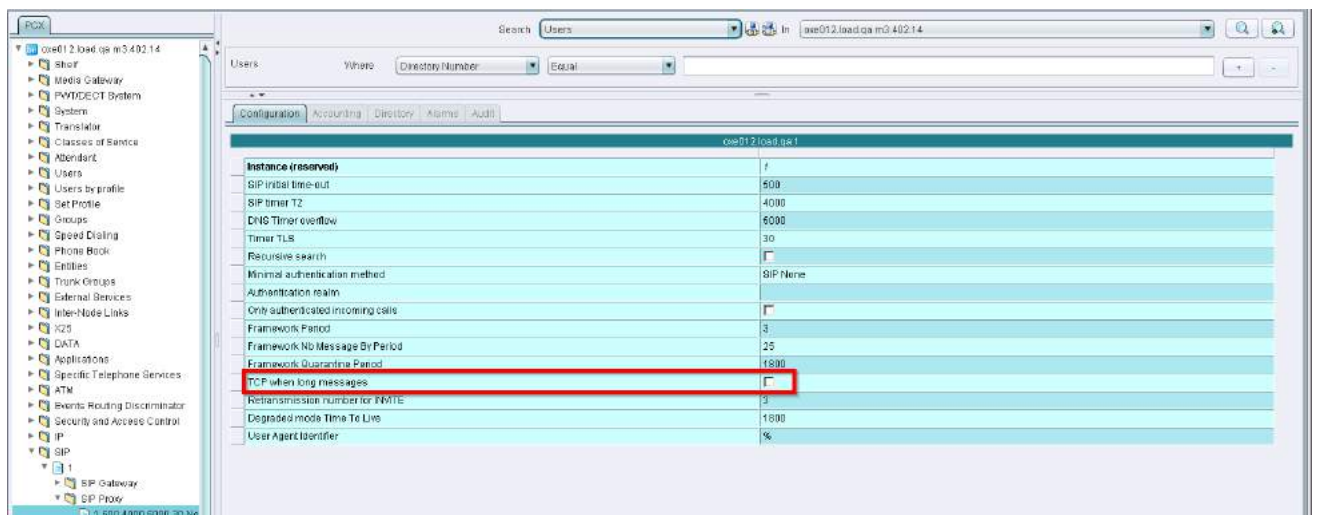 PCX
Search Users In oxe012.load.qa m3.402.14
oxe012.load.qa m3.402.14
Shelf
Media Gateway
PWT/DECT System
System
Translator
Classes of Service
Attendant
Users
Users by profile
Set Profile
Groups
Speed Dialing
Phone Book
Entities
Trunk Groups
External Services
Inter-Node Links
X25
DATA
Applications
Specific Telephone Services
ATM
Events Routing Discriminator
Security and Access Control
IP
SIP
1
SIP Gateway
SIP Proxy
Users Where Directory Number Equal + -
Configuration Accounting Directory Alarms Audit
oxe012.load.qa:1
Instance (reserved) 1
SIP initial time-out 500
SIP timer T2 4000
DNS Timer overflow 5000
Timer TLS 30
Recursive search
Minimal authentication method SIP None
Authentication realm
Only authenticated incoming calls
Framework Period 3
Framework Nb Message By Period 25
Framework Quarantine Period 1800
TCP when long messages
Retransmission number for INVITE 3
Degraded mode Time To Live 1800
User Agent Identifier %